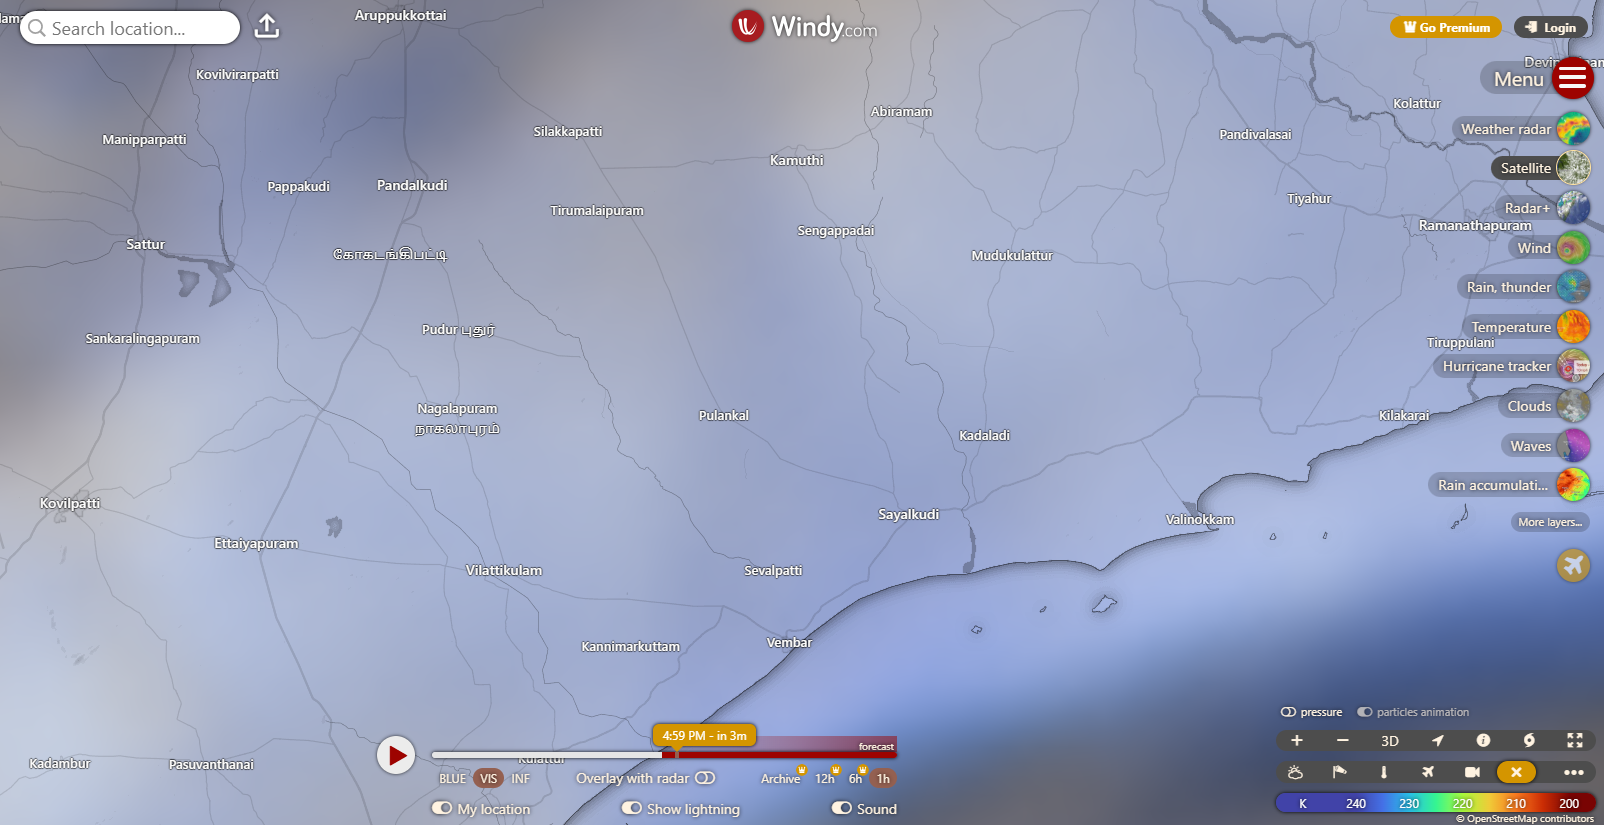 Aruppukkottai
Search location...
Windy.com
Go Premium
Login
Kovilvirarpatti
Menu
Kolattur
Abiramam
Manipparpatti
Silakkapatti
Pandivalasai
Weather radar
Kamuthi
Satellite
Pappakudi
Pandalkudi
Tiyahur
Tirumalaipuram
Radar+
Ramanathapuram
Sengappadai
Sattur
Wind
கோகடங்கிபட்டி
Mudukulattur
Rain, thunder
Pudur புதுர்
Temperature
Sankaralingapuram
Tiruppulani
Hurricane tracker
Nagalapuram
நாகலாபுரம்
Clouds
Pulankal
Kilakarai
Kadaladi
Waves
Rain accumulati...
Kovilpatti
Sayalkudi
Valinokkam
More layers...
Ettaiyapuram
Vilattikulam
Sevalpatti
Kannimarkuttam
Vembar
pressure
particles animation
4:59 PM - in 3m
forecast
3D
Kadambur
Pasuvanthanai
Kulattur
BLUE VIS INF
Overlay with radar
Archive 12h 6h 1h
My location
Show lightning
Sound
K 240 230 220 210 200
© OpenStreetMap contributors